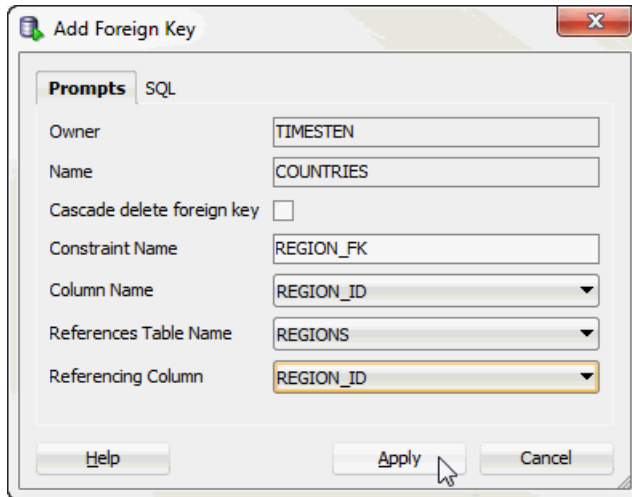 Add Foreign Key
Prompts SQL
Owner TIMESTEN
Name COUNTRIES
Cascade delete foreign key
Constraint Name REGION_FK
Column Name REGION_ID
References Table Name REGIONS
Referencing Column REGION_ID
Help Apply Cancel